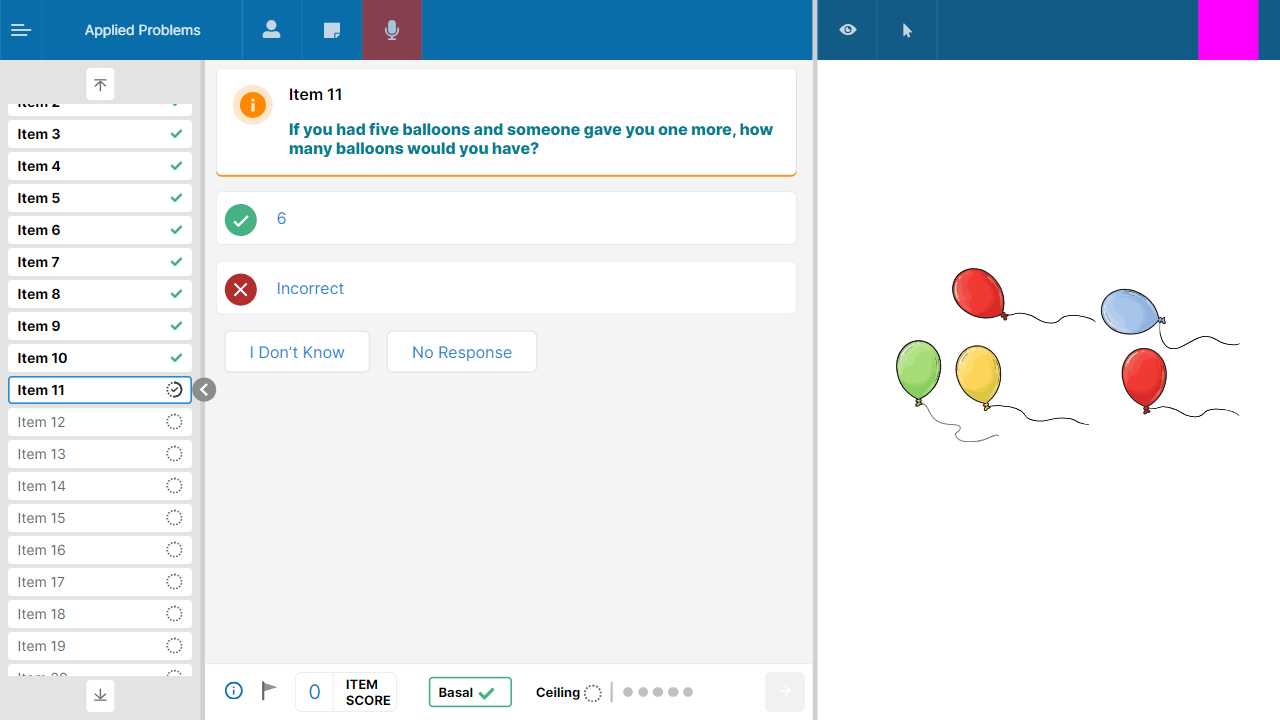 Applied Problems
Item 2
Item 3
Item 4
Item 5
Item 6
Item 7
Item 8
Item 9
Item 10
Item 11
Item 12
Item 13
Item 14
Item 15
Item 16
Item 17
Item 18
Item 19
Item 11
If you had five balloons and someone gave you one more, how
many balloons would you have?
6
Incorrect
I Don’t Know
No Response
0
ITEM
SCORE
Basal
Ceiling